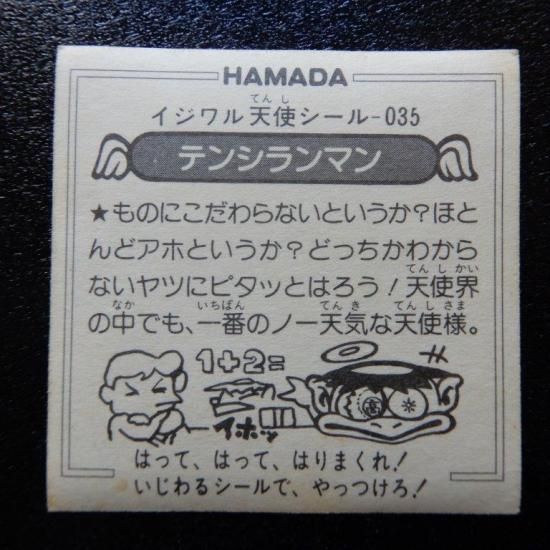 HAMADA
イジワル天使シール-035
てんし
テンシランマン
★ものにこだわらないというか?ほと
んどアホというか?どっちかわから
ないヤツにピタッとはろう!天使界
てんしかい
の中でも、一番のノー天気な天使様。
なか いちばん てんき てんしさま
1+2=
イホッ
はって、はって、はりまくれ!
いじわるシールで、やっつけろ!